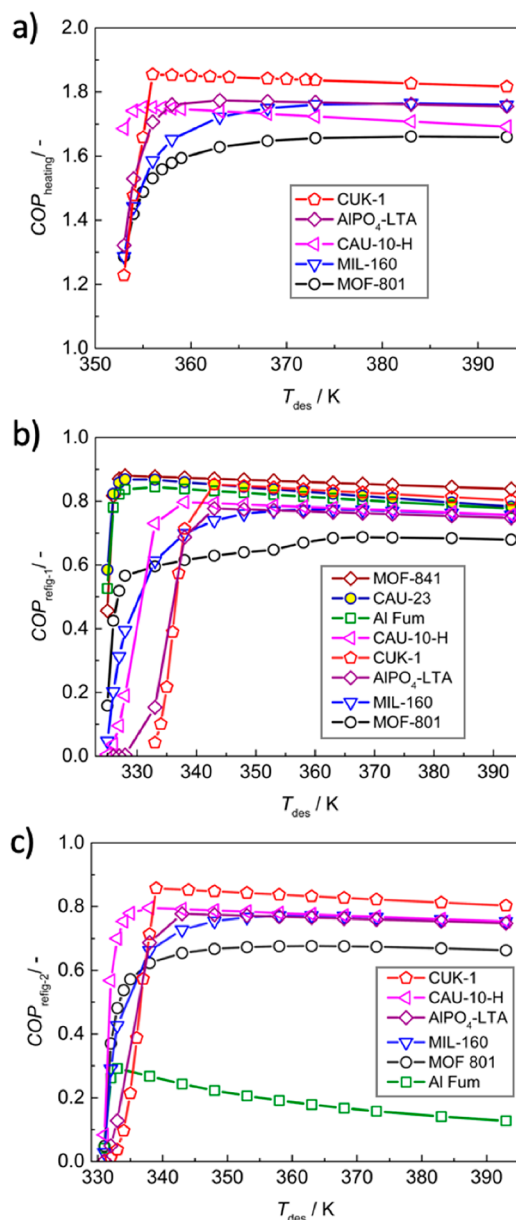 a)
2.0
1.8
1.6
1.4
1.2
1.0
COPheating/ -
CUK-1
AlPO4-LTA
CAU-10-H
MIL-160
MOF-801
350 360 370 380 390
Tdes / K
b)
1.0
0.8
0.6
0.4
0.2
0.0
COPrefig-1/ -
MOF-841
CAU-23
Al Fum
CAU-10-H
CUK-1
AlPO4-LTA
MIL-160
MOF-801
330 340 350 360 370 380 390
Tdes / K
c)
1.0
0.8
0.6
0.4
0.2
0.0
COPrefig-2/ -
CUK-1
CAU-10-H
AlPO4-LTA
MIL-160
MOF 801
Al Fum
330 340 350 360 370 380 390
Tdes / K